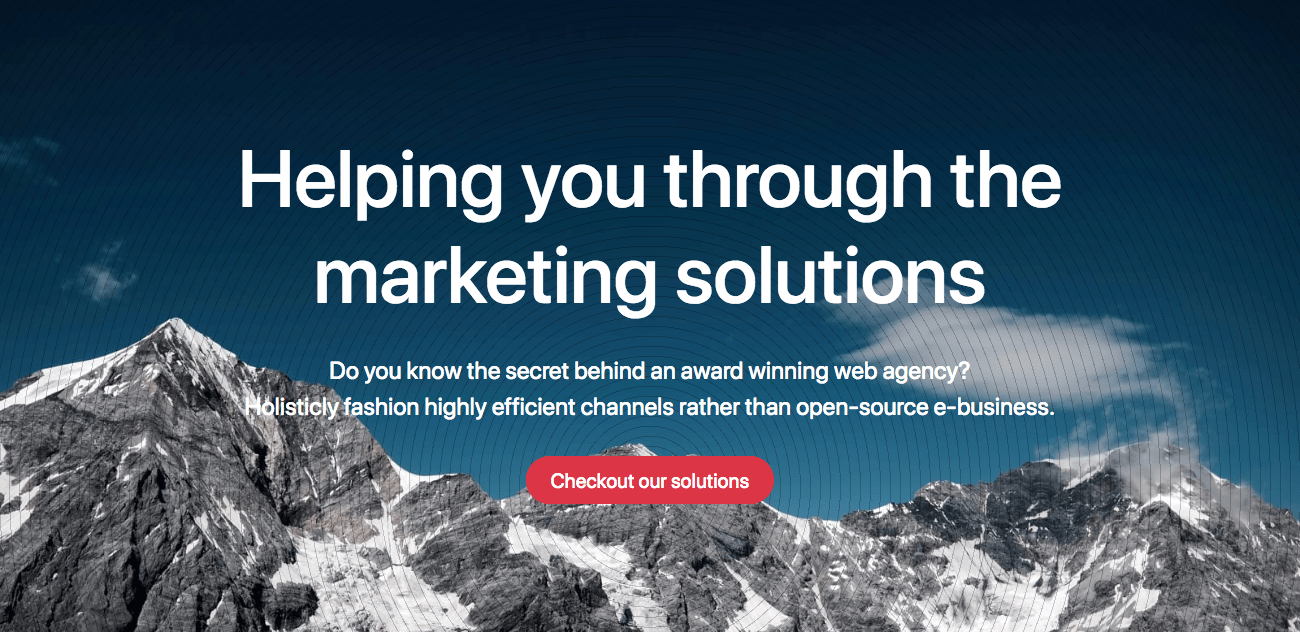 Helping you through the
marketing solutions
Do you know the secret behind an award winning web agency?
Holisticly fashion highly efficient channels rather than open-source e-business.
Checkout our solutions